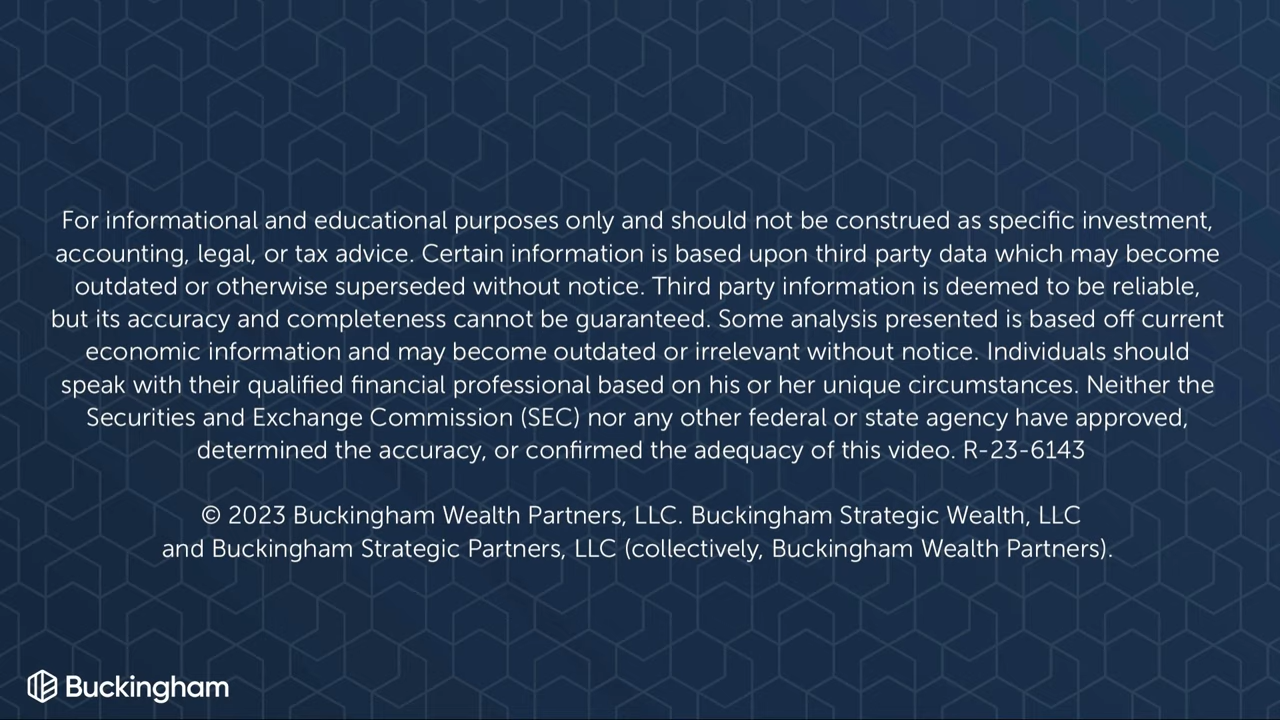 For informational and educational purposes only and should not be construed as specific investment,
accounting, legal, or tax advice. Certain information is based upon third party data which may become
outdated or otherwise superseded without notice. Third party information is deemed to be reliable,
but its accuracy and completeness cannot be guaranteed. Some analysis presented is based off current
economic information and may become outdated or irrelevant without notice. Individuals should
speak with their qualified financial professional based on his or her unique circumstances. Neither the
Securities and Exchange Commission (SEC) nor any other federal or state agency have approved,
determined the accuracy, or confirmed the adequacy of this video. R-23-6143
© 2023 Buckingham Wealth Partners, LLC. Buckingham Strategic Wealth, LLC
and Buckingham Strategic Partners, LLC (collectively, Buckingham Wealth Partners).
Buckingham